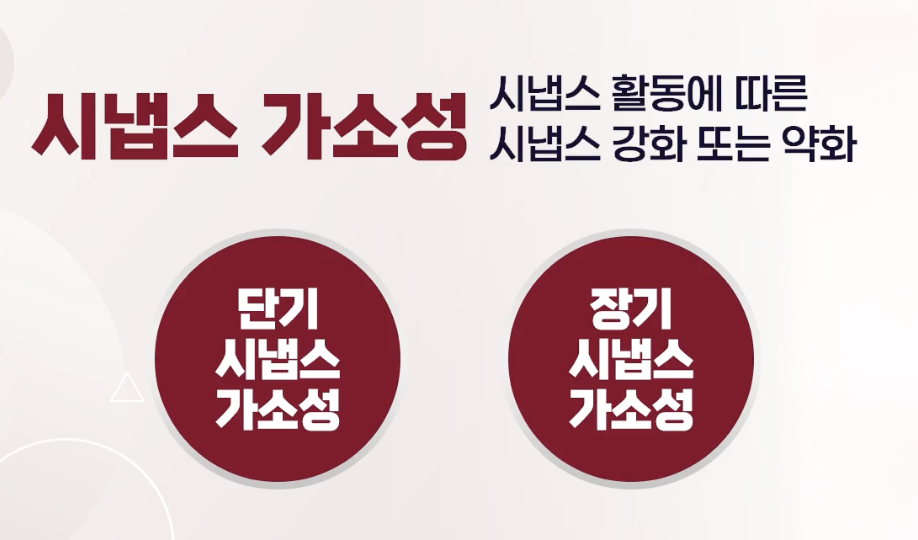 시냅스 가소성
시냅스 활동에 따른
시냅스 강화 또는 약화
단기
시냅스
가소성
장기
시냅스
가소성